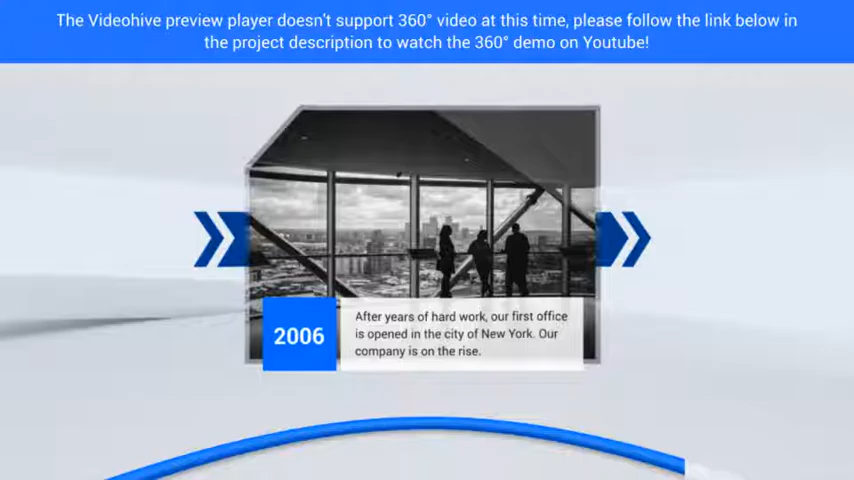 The Videohive preview player doesn't support 360° video at this time, please follow the link below in
the project description to watch the 360° demo on Youtube!
2006
After years of hard work, our first office
is opened in the city of New York. Our
company is on the rise.